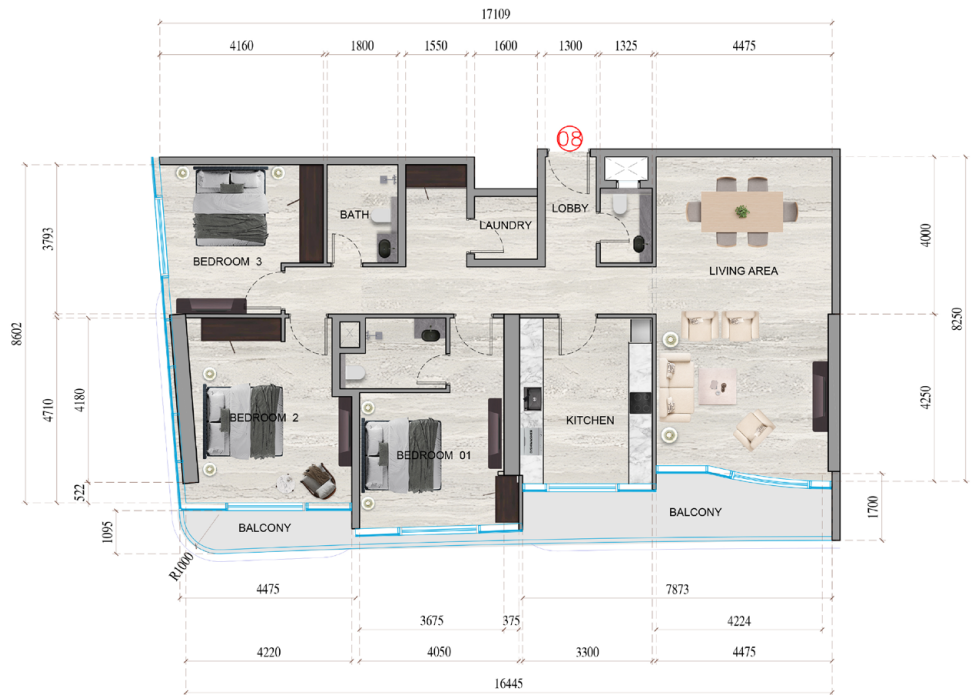 17109
4160 1800 1550 1600 1300 1325 4475
08
BATH
LOBBY
LAUNDRY
BEDROOM 3
LIVING AREA
3793
4000
8602
8250
4710
4180
4250
BEDROOM 2
KITCHEN
BEDROOM 01
522
1095
1700
BALCONY
BALCONY
R1000
4475 7873
3675 375 4224
4220 4050 3300 4475
16445